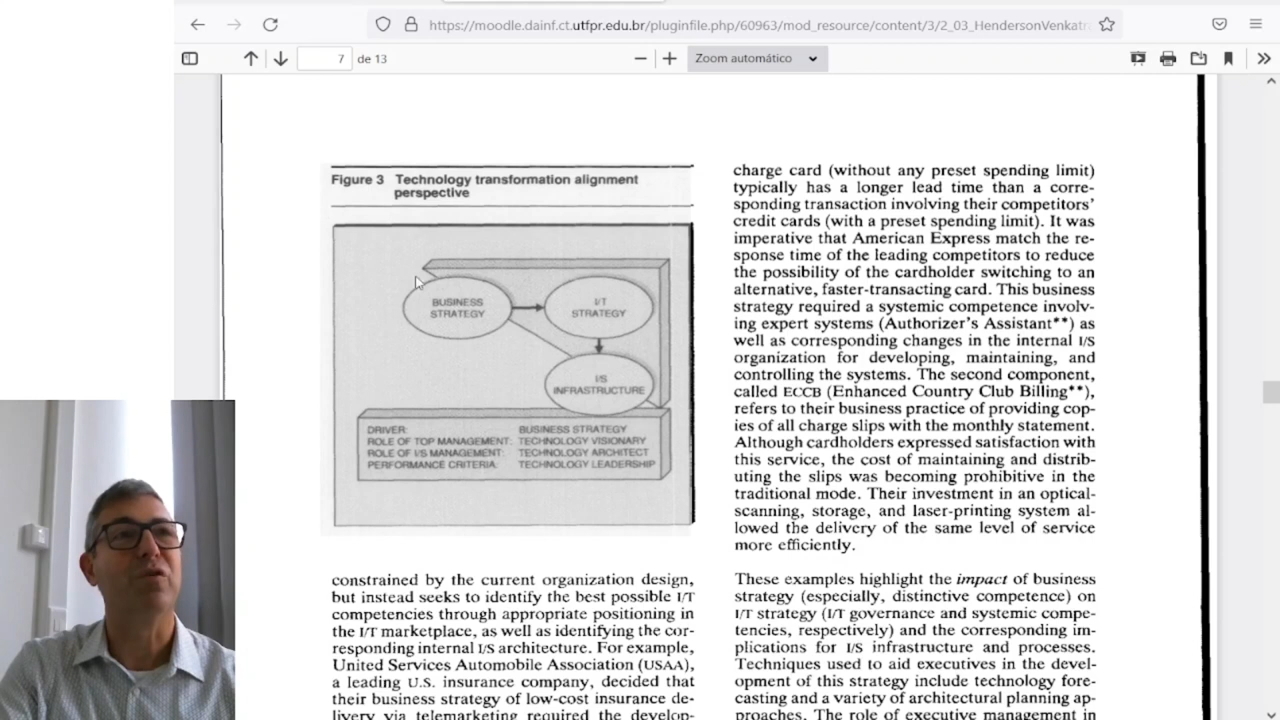 https://moodle.dainf.ct.utfpr.edu.br/pluginfile.php/60963/mod_resource/content/3/2_03_HendersonVenkatr
7 de 13
Zoom automático
Figure 3 Technology transformation alignment
perspective
BUSINESS
STRATEGY
I/T
STRATEGY
I/S
INFRASTRUCTURE
DRIVER: BUSINESS STRATEGY
ROLE OF TOP MANAGEMENT: TECHNOLOGY VISIONARY
ROLE OF I/S MANAGEMENT: TECHNOLOGY ARCHITECT
PERFORMANCE CRITERIA: TECHNOLOGY LEADERSHIP
constrained by the current organization design,
but instead seeks to identify the best possible I/T
competencies through appropriate positioning in
the I/T marketplace, as well as identifying the cor-
responding internal I/S architecture. For example,
United Services Automobile Association (USAA),
a leading U.S. insurance company, decided that
their business strategy of low-cost insurance de-
livery via telemarketing required the develop-
charge card (without any preset spending limit)
typically has a longer lead time than a corre-
sponding transaction involving their competitors'
credit cards (with a preset spending limit). It was
imperative that American Express match the re-
sponse time of the leading competitors to reduce
the possibility of the cardholder switching to an
alternative, faster-transacting card. This business
strategy required a systemic competence involv-
ing expert systems (Authorizer's Assistant**) as
well as corresponding changes in the internal I/S
organization for developing, maintaining, and
controlling the systems. The second component,
called ECCB (Enhanced Country Club Billing**),
refers to their business practice of providing cop-
ies of all charge slips with the monthly statement.
Although cardholders expressed satisfaction with
this service, the cost of maintaining and distrib-
uting the slips was becoming prohibitive in the
traditional mode. Their investment in an optical-
scanning, storage, and laser-printing system al-
lowed the delivery of the same level of service
more efficiently.
These examples highlight the impact of business
strategy (especially, distinctive competence) on
I/T strategy (I/T governance and systemic compe-
tencies, respectively) and the corresponding im-
plications for I/S infrastructure and processes.
Techniques used to aid executives in the devel-
opment of this strategy include technology fore-
casting and a variety of architectural planning ap-
proaches. The role of executive management in